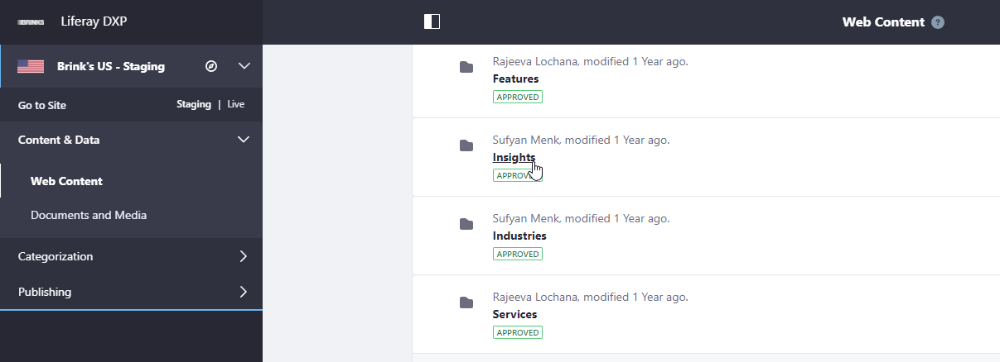 BRINKS
Liferay DXP
Web Content ?
Brink's US - Staging
Go to Site
Staging | Live
Content & Data
Web Content
Documents and Media
Categorization
Publishing
Rajeeva Lochana, modified 1 Year ago.
Features
APPROVED
Sufyan Menk, modified 1 Year ago.
Insights
APPROVED
Sufyan Menk, modified 1 Year ago.
Industries
APPROVED
Rajeeva Lochana, modified 1 Year ago.
Services
APPROVED